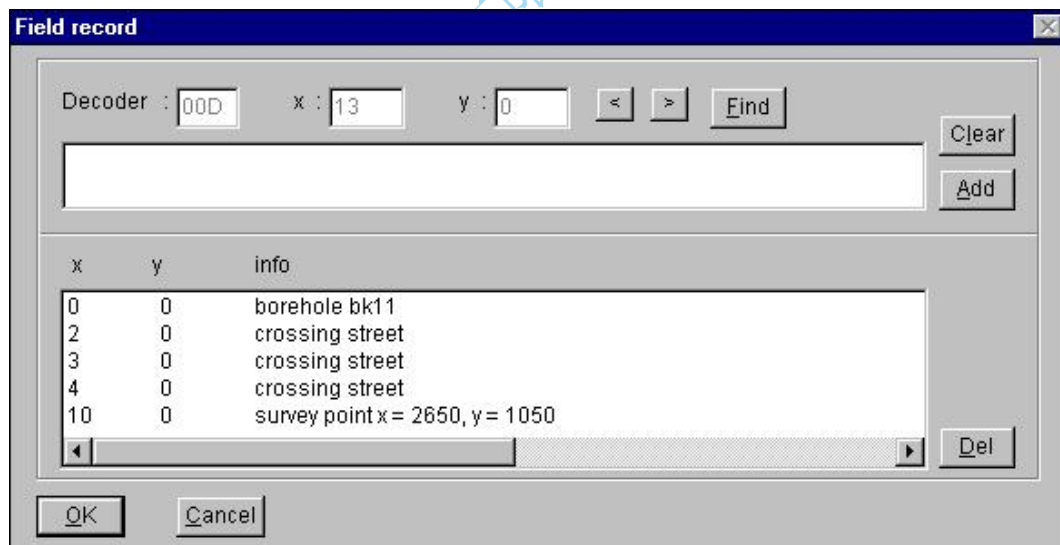 Field record
Decoder : 00D x : 13 y : 0 < > Find
Clear
Add
x y info
0 0 borehole bk11
2 0 crossing street
3 0 crossing street
4 0 crossing street
10 0 survey point x = 2650, y = 1050
Del
OK Cancel